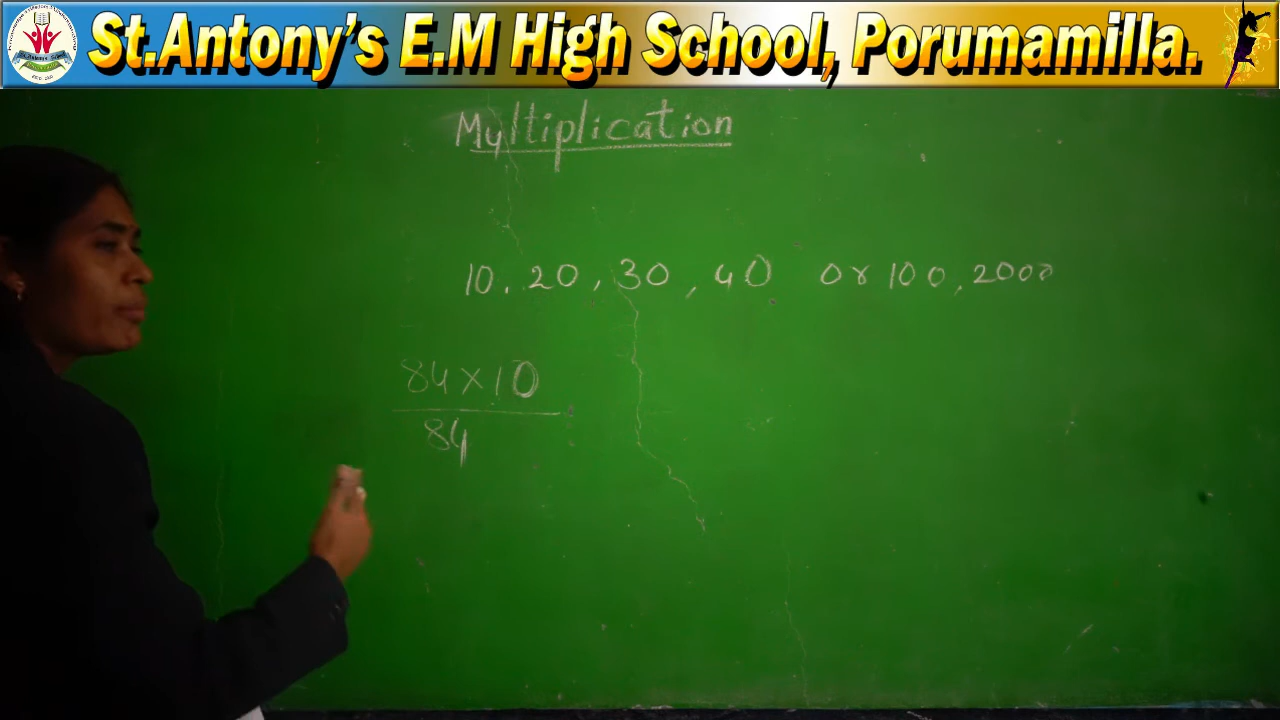 St.Antony's E.M High School, Porumamilla.
Multiplication
10. 20, 30, 40 or 100, 2000
84×10
84